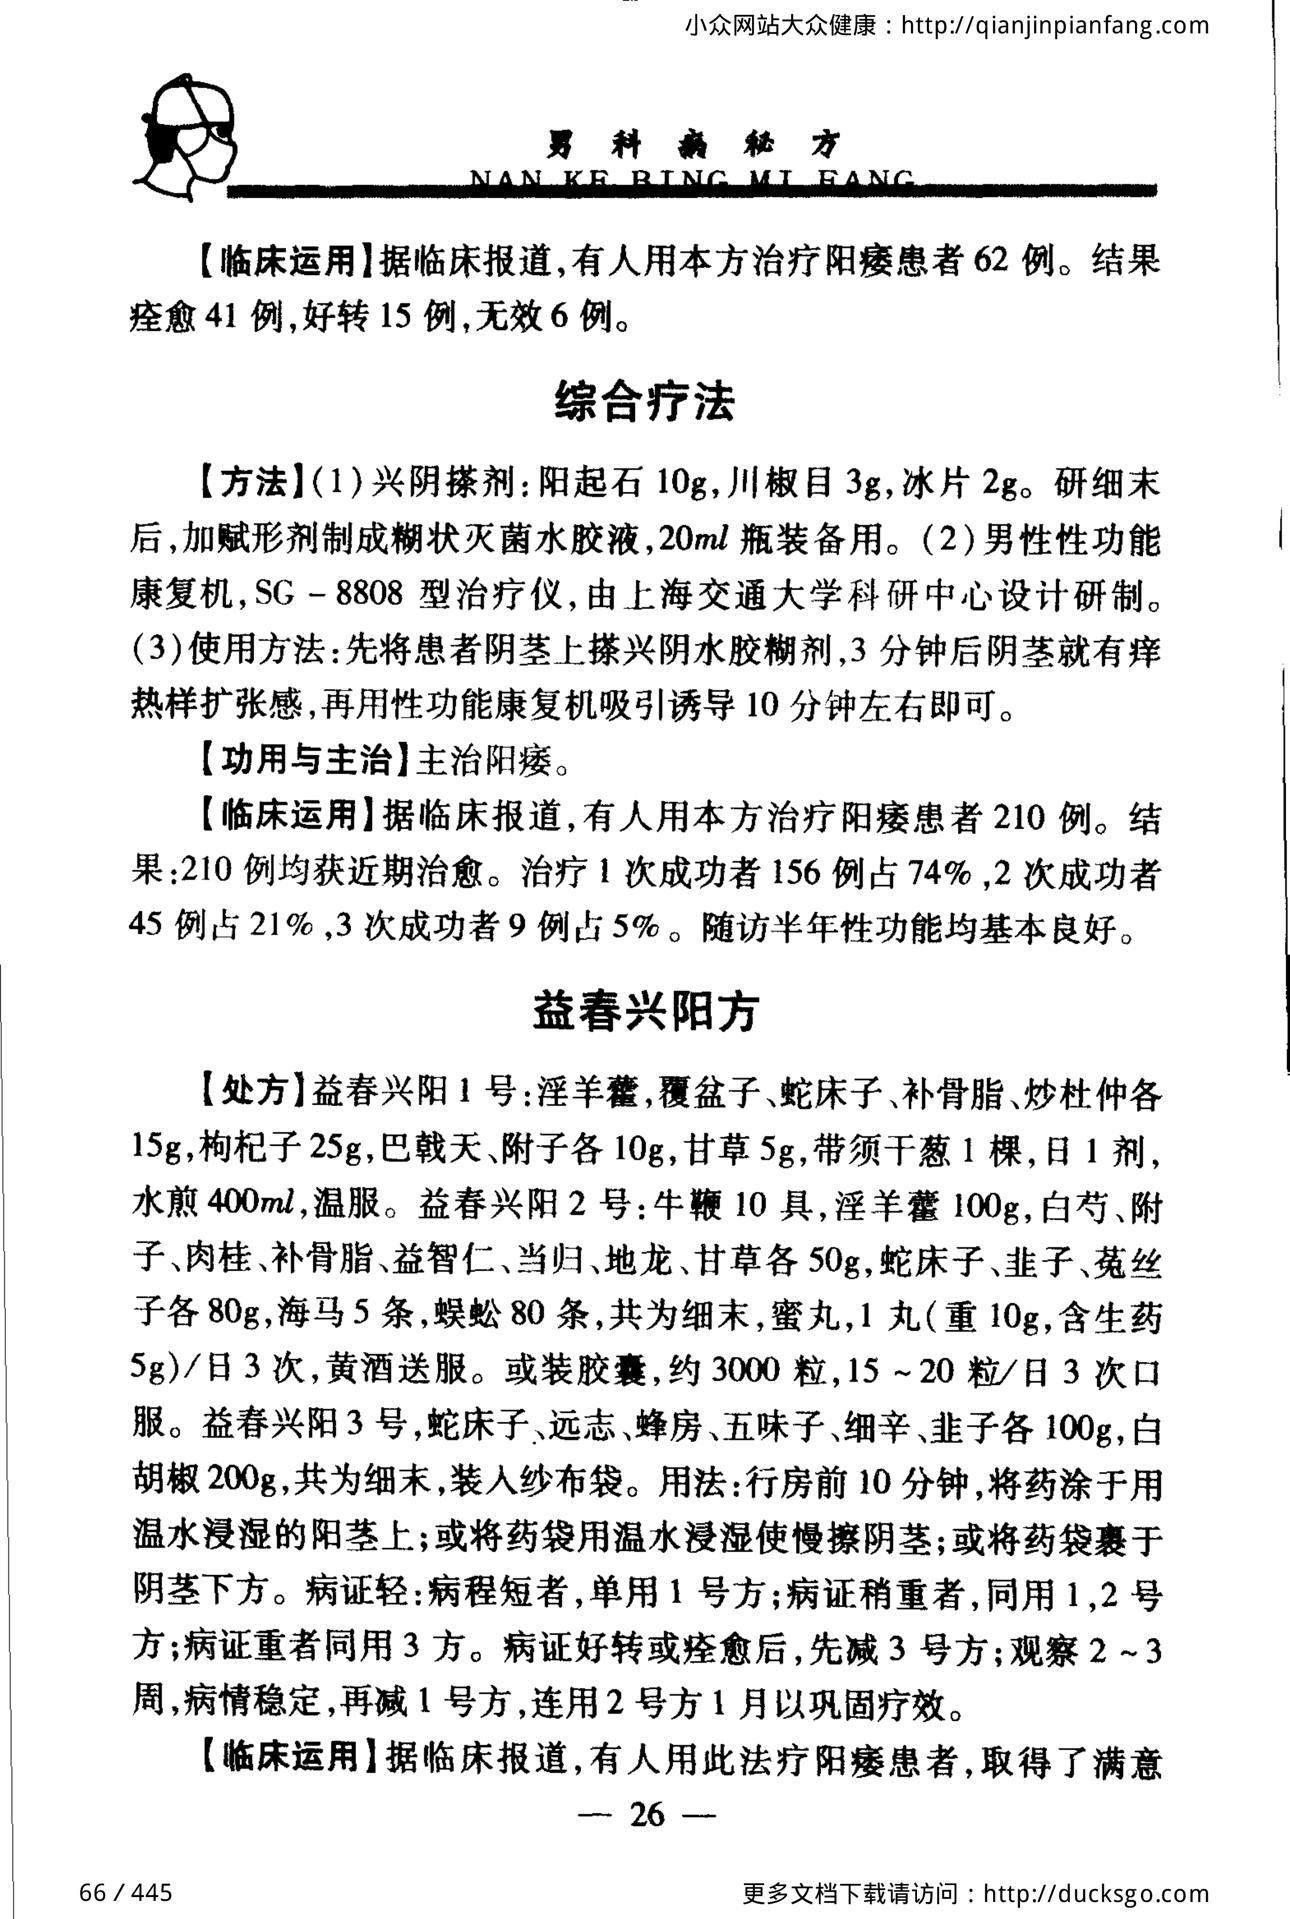 小众网站大众健康：http://qianjinpianfang.com
男科病秘方
NAN KE BING MI FANG
【临床运用】据临床报道,有人用本方治疗阳痿患者 62 例。结果
痊愈 41 例,好转 15 例,无效 6 例。
综合疗法
【方法】(1)兴阴搽剂:阳起石 10g,川椒目 3g,冰片 2g。研细末
后,加赋形剂制成糊状灭菌水胶液,20ml 瓶装备用。(2)男性性功能
康复机,SG－8808 型治疗仪,由上海交通大学科研中心设计研制。
(3)使用方法:先将患者阴茎上搽兴阴水胶糊剂,3 分钟后阴茎就有痒
热样扩张感,再用性功能康复机吸引诱导 10 分钟左右即可。
【功用与主治】主治阳痿。
【临床运用】据临床报道,有人用本方治疗阳痿患者 210 例。结
果:210 例均获近期治愈。治疗 1 次成功者 156 例占 74%,2 次成功者
45 例占 21%,3 次成功者 9 例占 5%。随访半年性功能均基本良好。
益春兴阳方
【处方】益春兴阳 1 号:淫羊藿,覆盆子、蛇床子、补骨脂、炒杜仲各
15g,枸杞子 25g,巴戟天、附子各 10g,甘草 5g,带须干葱 1 棵,日 1 剂,
水煎 400ml,温服。益春兴阳 2 号:牛鞭 10 具,淫羊藿 100g,白芍、附
子、肉桂、补骨脂、益智仁、当归、地龙、甘草各 50g,蛇床子、韭子、菟丝
子各 80g,海马 5 条,蜈蚣 80 条,共为细末,蜜丸,1 丸(重 10g,含生药
5g)/日 3 次,黄酒送服。或装胶囊,约 3000 粒,15～20 粒/日 3 次口
服。益春兴阳 3 号,蛇床子、远志、蜂房、五味子、细辛、韭子各 100g,白
胡椒 200g,共为细末,装入纱布袋。用法:行房前 10 分钟,将药涂于用
温水浸湿的阳茎上;或将药袋用温水浸湿使慢擦阴茎;或将药袋裹于
阴茎下方。病证轻:病程短者,单用 1 号方;病证稍重者,同用 1,2 号
方;病证重者同用 3 方。病证好转或痊愈后,先减 3 号方;观察 2～3
周,病情稳定,再减 1 号方,连用 2 号方 1 月以巩固疗效。
【临床运用】据临床报道,有人用此法疗阳痿患者,取得了满意
— 26 —
66 / 445
更多文档下载请访问：http://ducksgo.com